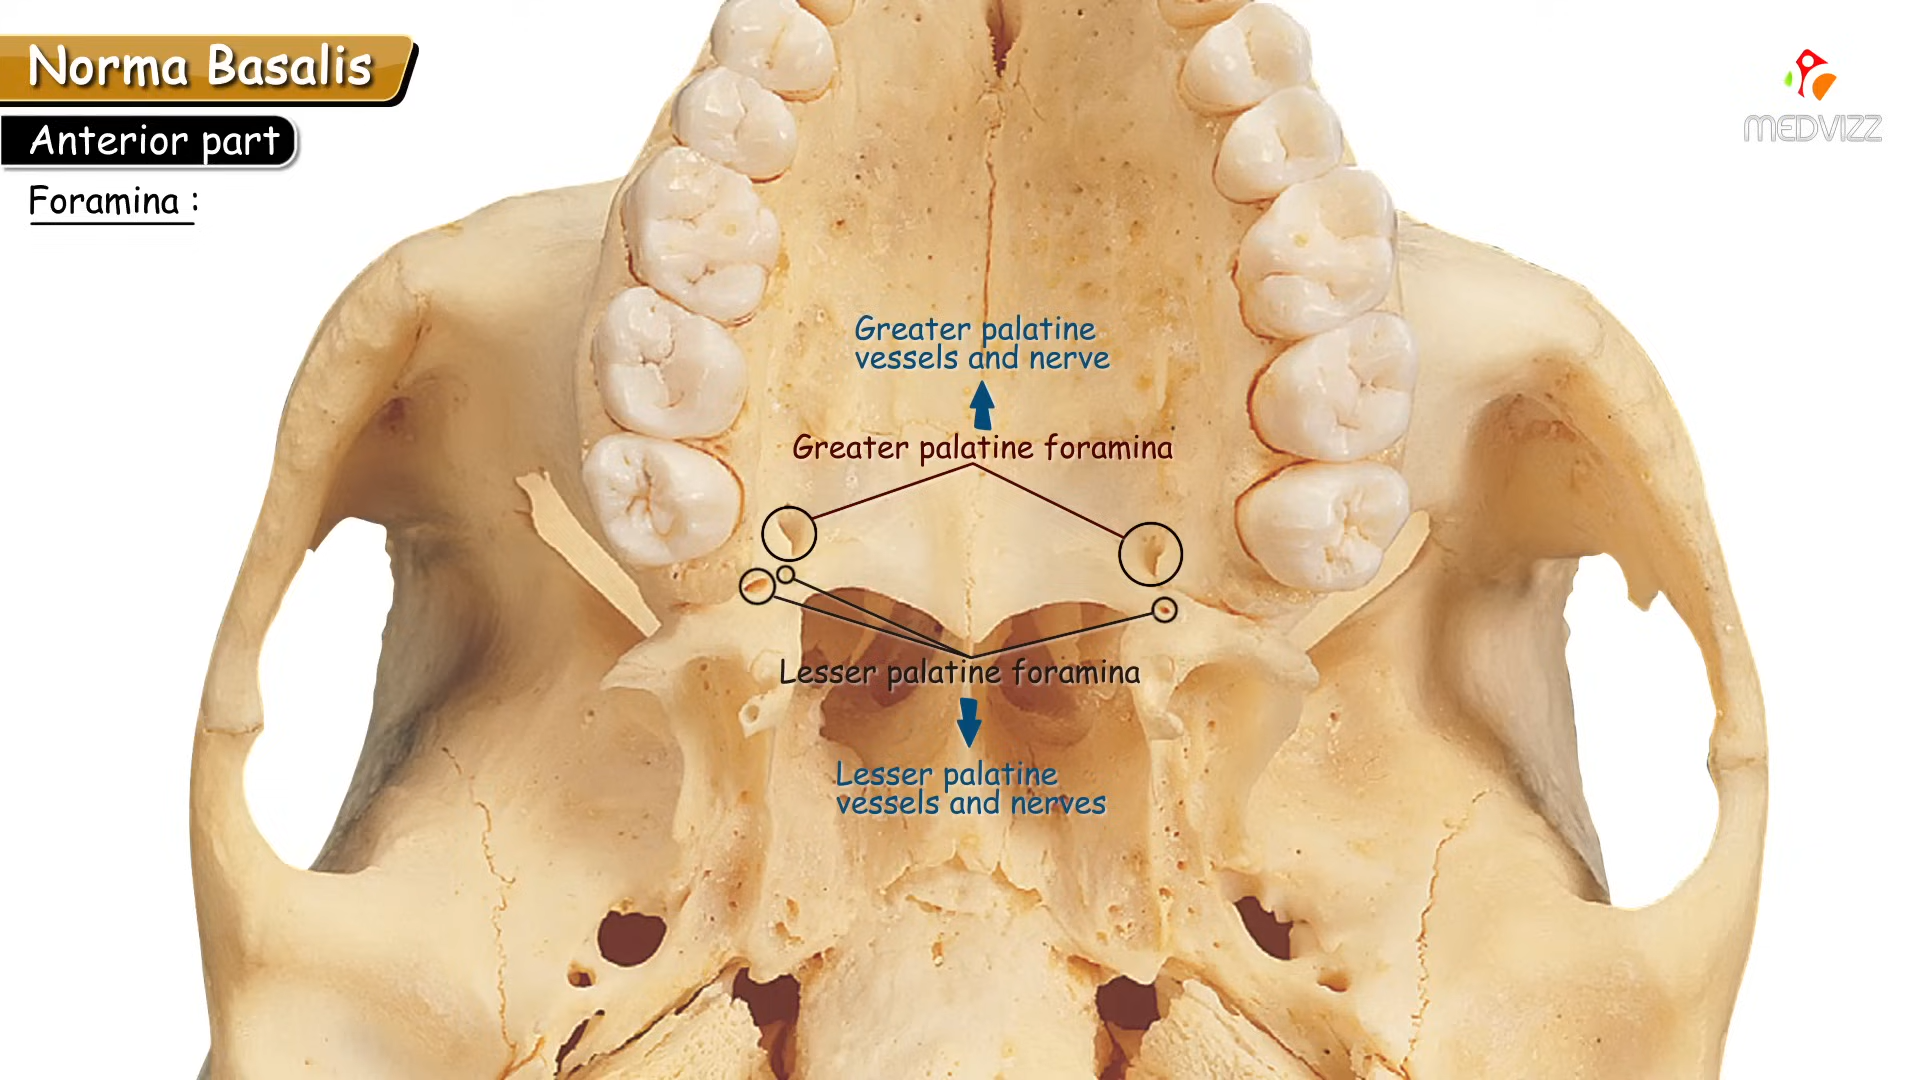 Norma Basalis
Anterior part
Foramina :
MEDVIZZ
Greater palatine
vessels and nerve
Greater palatine foramina
Lesser palatine foramina
Lesser palatine
vessels and nerves